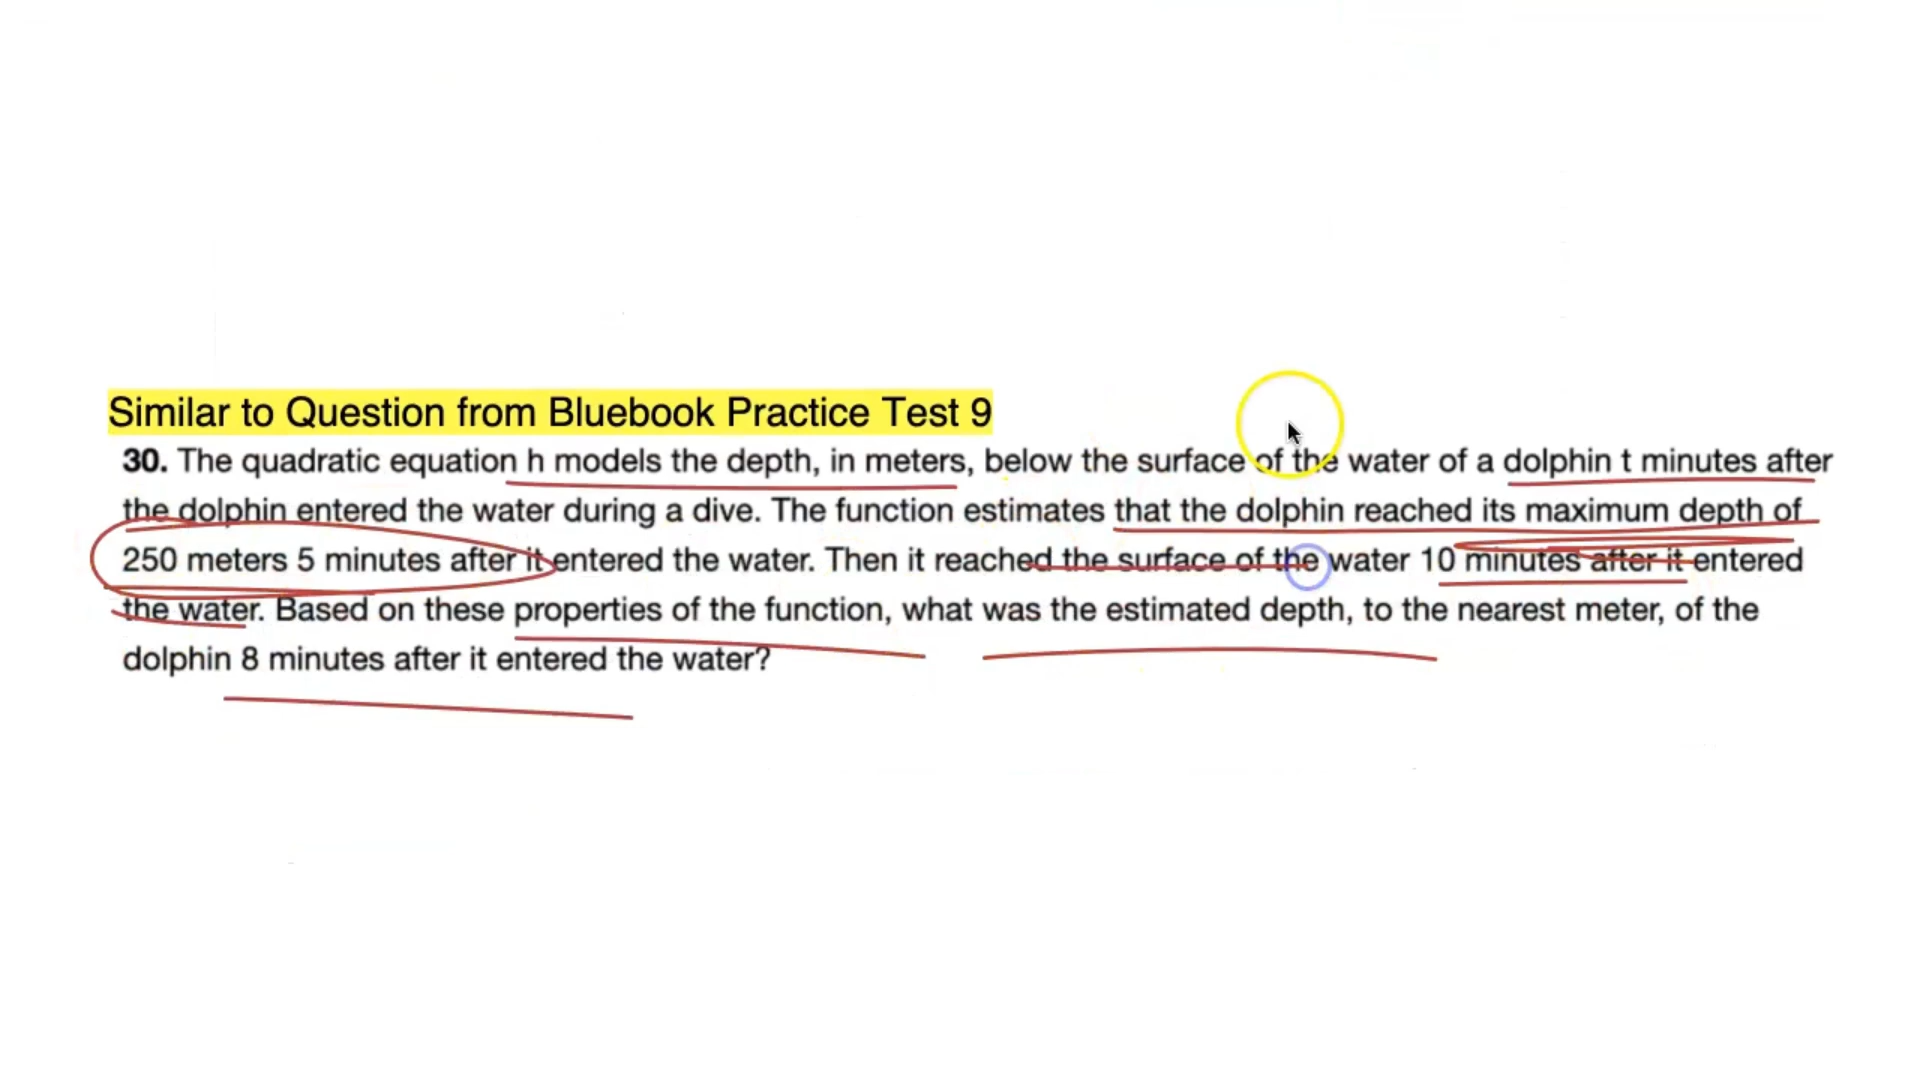 Similar to Question from Bluebook Practice Test 9
30. The quadratic equation h models the depth, in meters, below the surface of the water of a dolphin t minutes after
the dolphin entered the water during a dive. The function estimates that the dolphin reached its maximum depth of
250 meters 5 minutes after it entered the water. Then it reached the surface of the water 10 minutes after it entered
the water. Based on these properties of the function, what was the estimated depth, to the nearest meter, of the
dolphin 8 minutes after it entered the water?